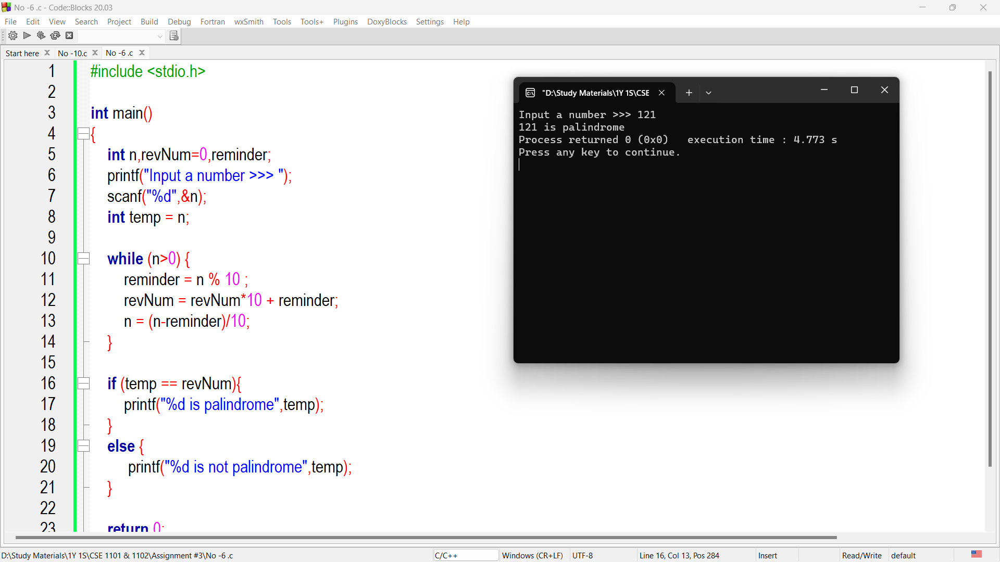 No -6 .c - Code::Blocks 20.03
File Edit View Search Project Build Debug Fortran wxSmith Tools Tools+ Plugins DoxyBlocks Settings Help
Start here No -10.c No -6 .c
1 #include <stdio.h>
2
3 int main()
4 {
5 int n,revNum=0,reminder;
6 printf("Input a number >>> ");
7 scanf("%d",&n);
8 int temp = n;
9
10 while (n>0) {
11 reminder = n % 10 ;
12 revNum = revNum*10 + reminder;
13 n = (n-reminder)/10;
14 }
15
16 if (temp == revNum){
17 printf("%d is palindrome",temp);
18 }
19 else {
20 printf("%d is not palindrome",temp);
21 }
22
23 return 0;
"D:\Study Materials\1Y 1S\CSE
Input a number >>> 121
121 is palindrome
Process returned 0 (0x0) execution time : 4.773 s
Press any key to continue.
D:\Study Materials\1Y 1S\CSE 1101 & 1102\Assignment #3\No -6 .c C/C++ Windows (CR+LF) UTF-8 Line 16, Col 13, Pos 284 Insert Read/Write default